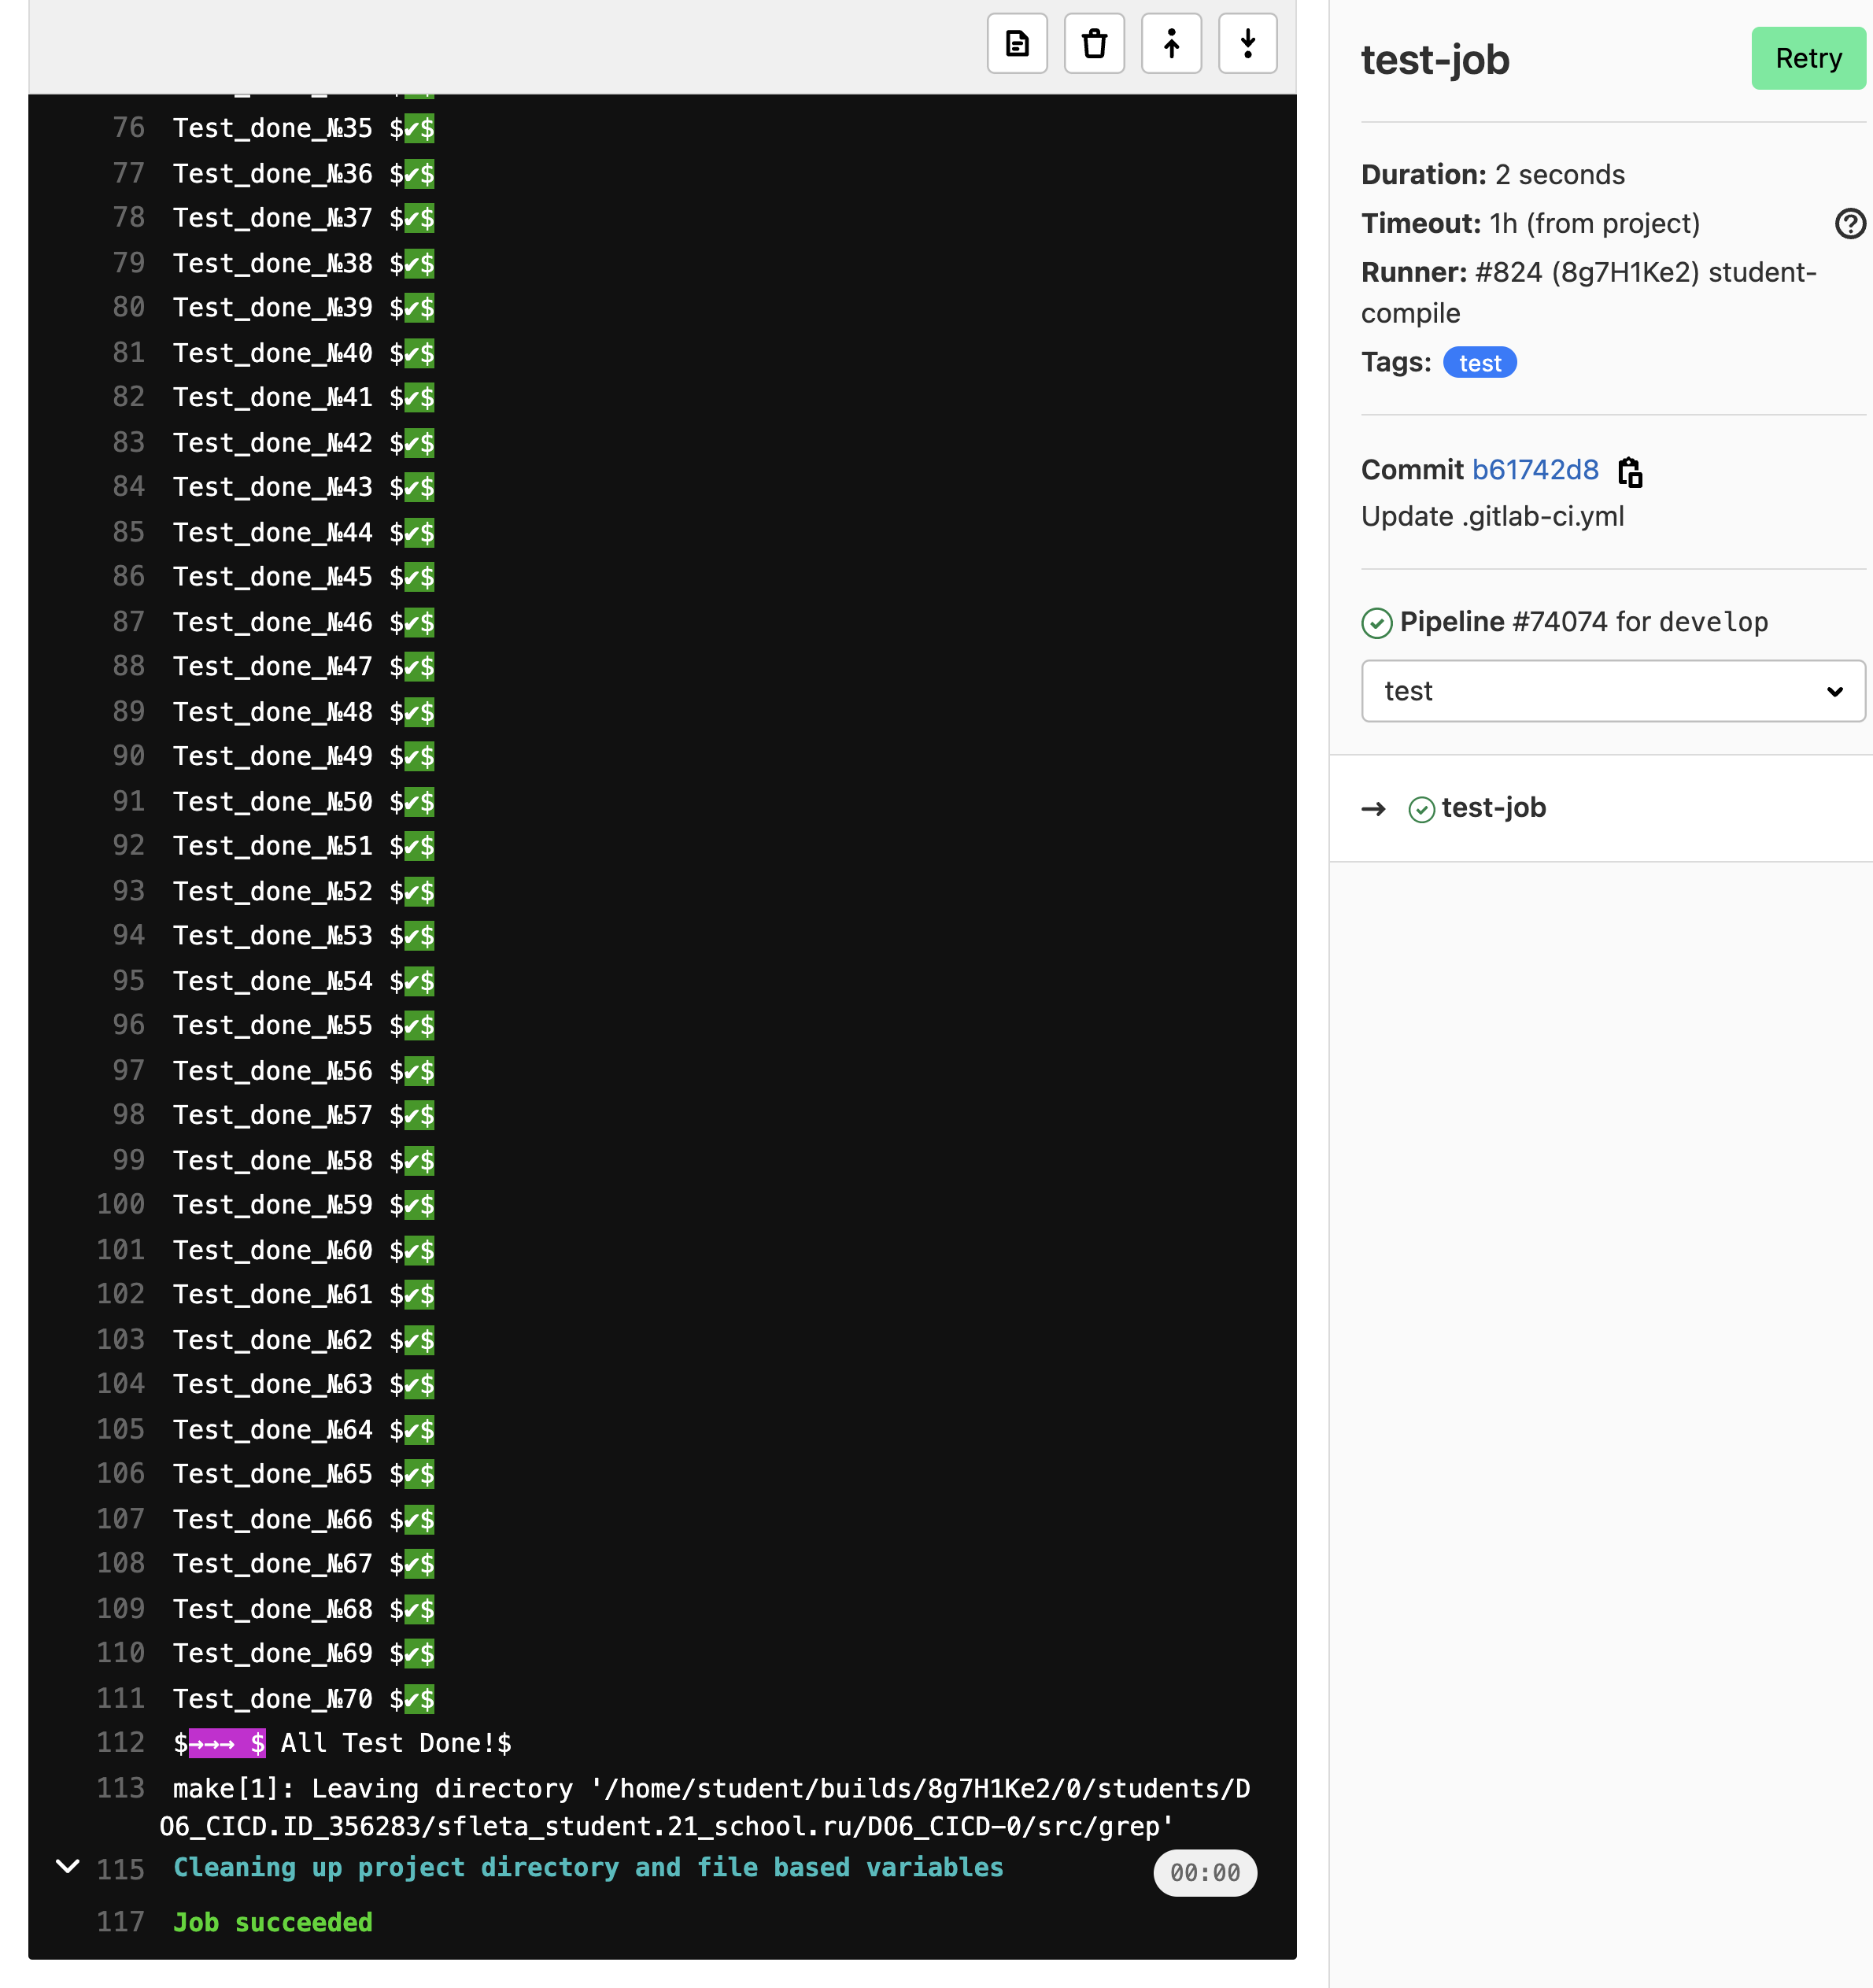 76 Test_done_№35 $✔$
77 Test_done_№36 $✔$
78 Test_done_№37 $✔$
79 Test_done_№38 $✔$
80 Test_done_№39 $✔$
81 Test_done_№40 $✔$
82 Test_done_№41 $✔$
83 Test_done_№42 $✔$
84 Test_done_№43 $✔$
85 Test_done_№44 $✔$
86 Test_done_№45 $✔$
87 Test_done_№46 $✔$
88 Test_done_№47 $✔$
89 Test_done_№48 $✔$
90 Test_done_№49 $✔$
91 Test_done_№50 $✔$
92 Test_done_№51 $✔$
93 Test_done_№52 $✔$
94 Test_done_№53 $✔$
95 Test_done_№54 $✔$
96 Test_done_№55 $✔$
97 Test_done_№56 $✔$
98 Test_done_№57 $✔$
99 Test_done_№58 $✔$
100 Test_done_№59 $✔$
101 Test_done_№60 $✔$
102 Test_done_№61 $✔$
103 Test_done_№62 $✔$
104 Test_done_№63 $✔$
105 Test_done_№64 $✔$
106 Test_done_№65 $✔$
107 Test_done_№66 $✔$
108 Test_done_№67 $✔$
109 Test_done_№68 $✔$
110 Test_done_№69 $✔$
111 Test_done_№70 $✔$
112 $→→→ $ All Test Done!$
113 make[1]: Leaving directory '/home/student/builds/8g7H1Ke2/0/students/D
O6_CICD.ID_356283/sfleta_student.21_school.ru/DO6_CICD-0/src/grep'
115 Cleaning up project directory and file based variables 00:00
117 Job succeeded
test-job
Retry
Duration: 2 seconds
Timeout: 1h (from project)
Runner: #824 (8g7H1Ke2) student-
compile
Tags: test
Commit b61742d8
Update .gitlab-ci.yml
Pipeline #74074 for develop
test
→ test-job